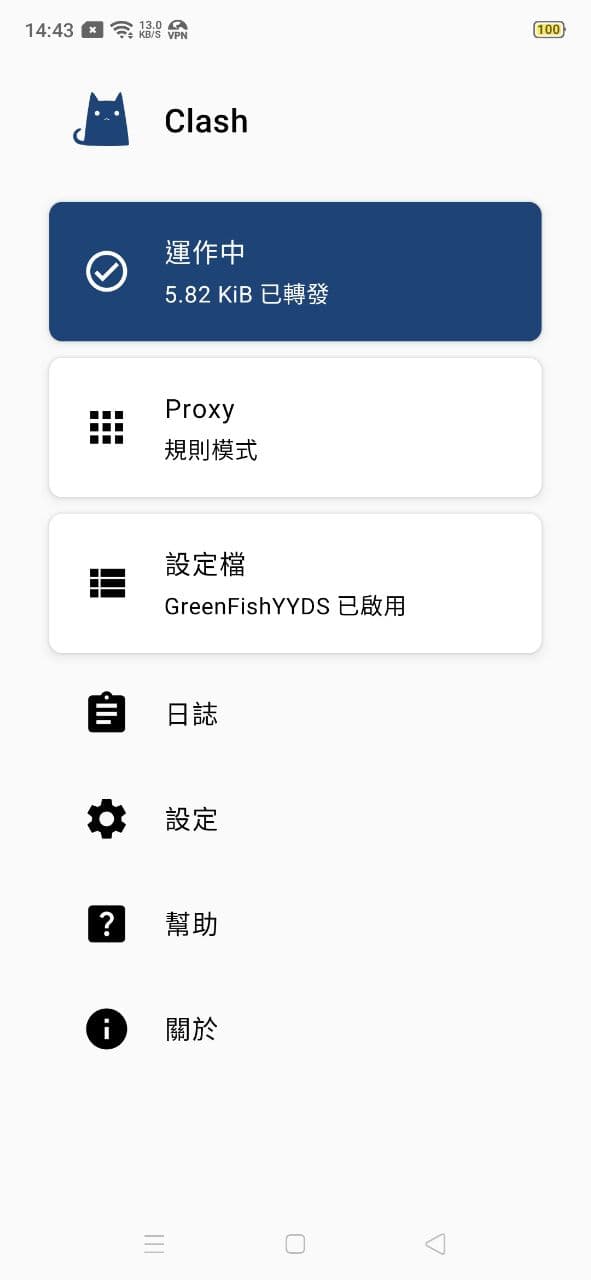 14:43 13.0 KB/S VPN 100
Clash
運作中
5.82 KiB 已轉發
Proxy
規則模式
設定檔
GreenFishYYDS 已啟用
日誌
設定
幫助
關於